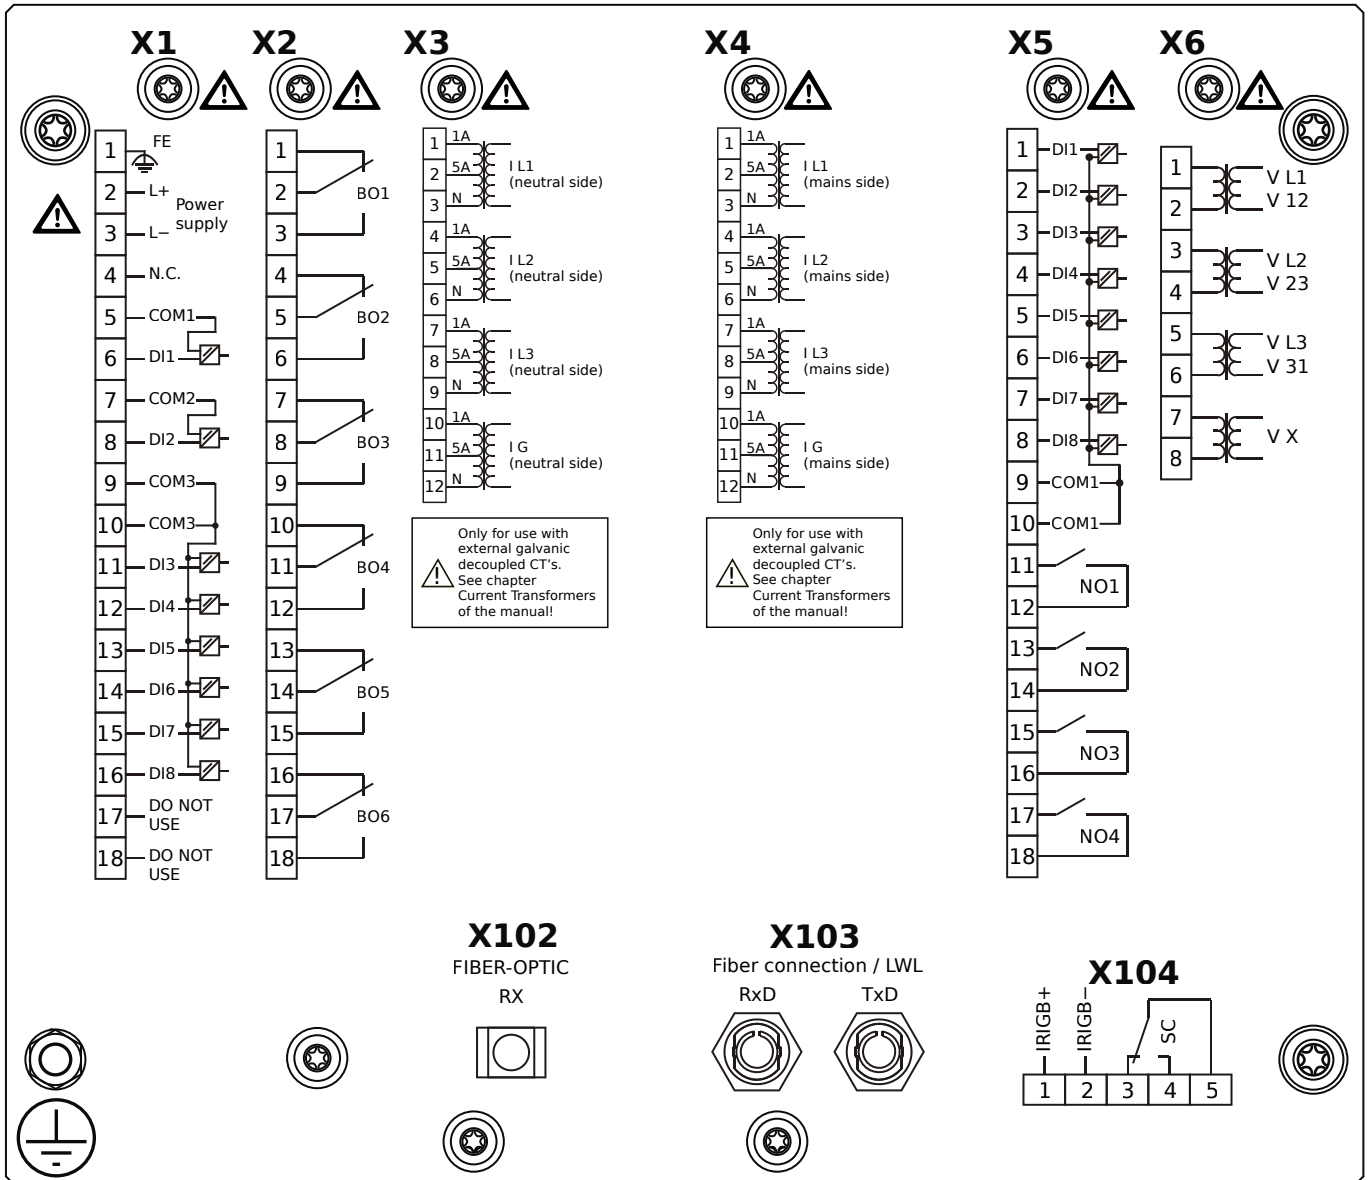 X1
X2
X3
X4
X5
X6
1
FE
2
L+
Power
supply
3
L−
4
N.C.
5
COM1
6
DI1
7
COM2
8
DI2
9
COM3
10
COM3
11
DI3
12
DI4
13
DI5
14
DI6
15
DI7
16
DI8
17
DO NOT
USE
18
DO NOT
USE
1
2
BO1
3
4
5
BO2
6
7
8
BO3
9
10
11
BO4
12
13
14
BO5
15
16
17
BO6
18
1
1A
2
5A
3
N
I L1
(neutral side)
4
1A
5
5A
6
N
I L2
(neutral side)
7
1A
8
5A
9
N
I L3
(neutral side)
10
1A
11
5A
12
N
I G
(neutral side)
Only for use with
external galvanic
decoupled CT’s.
See chapter
Current Transformers
of the manual!
1
1A
2
5A
3
N
I L1
(mains side)
4
1A
5
5A
6
N
I L2
(mains side)
7
1A
8
5A
9
N
I L3
(mains side)
10
1A
11
5A
12
N
I G
(mains side)
Only for use with
external galvanic
decoupled CT’s.
See chapter
Current Transformers
of the manual!
1
DI1
2
DI2
3
DI3
4
DI4
5
DI5
6
DI6
7
DI7
8
DI8
9
COM1
10
COM1
11
NO1
12
13
NO2
14
15
NO3
16
17
NO4
18
1
V L1
2
V 12
3
V L2
4
V 23
5
V L3
6
V 31
7
V X
8
X102
FIBER-OPTIC
RX
X103
Fiber connection / LWL
RxD
TxD
X104
IRIGB+
IRIGB−
SC
1
2
3
4
5